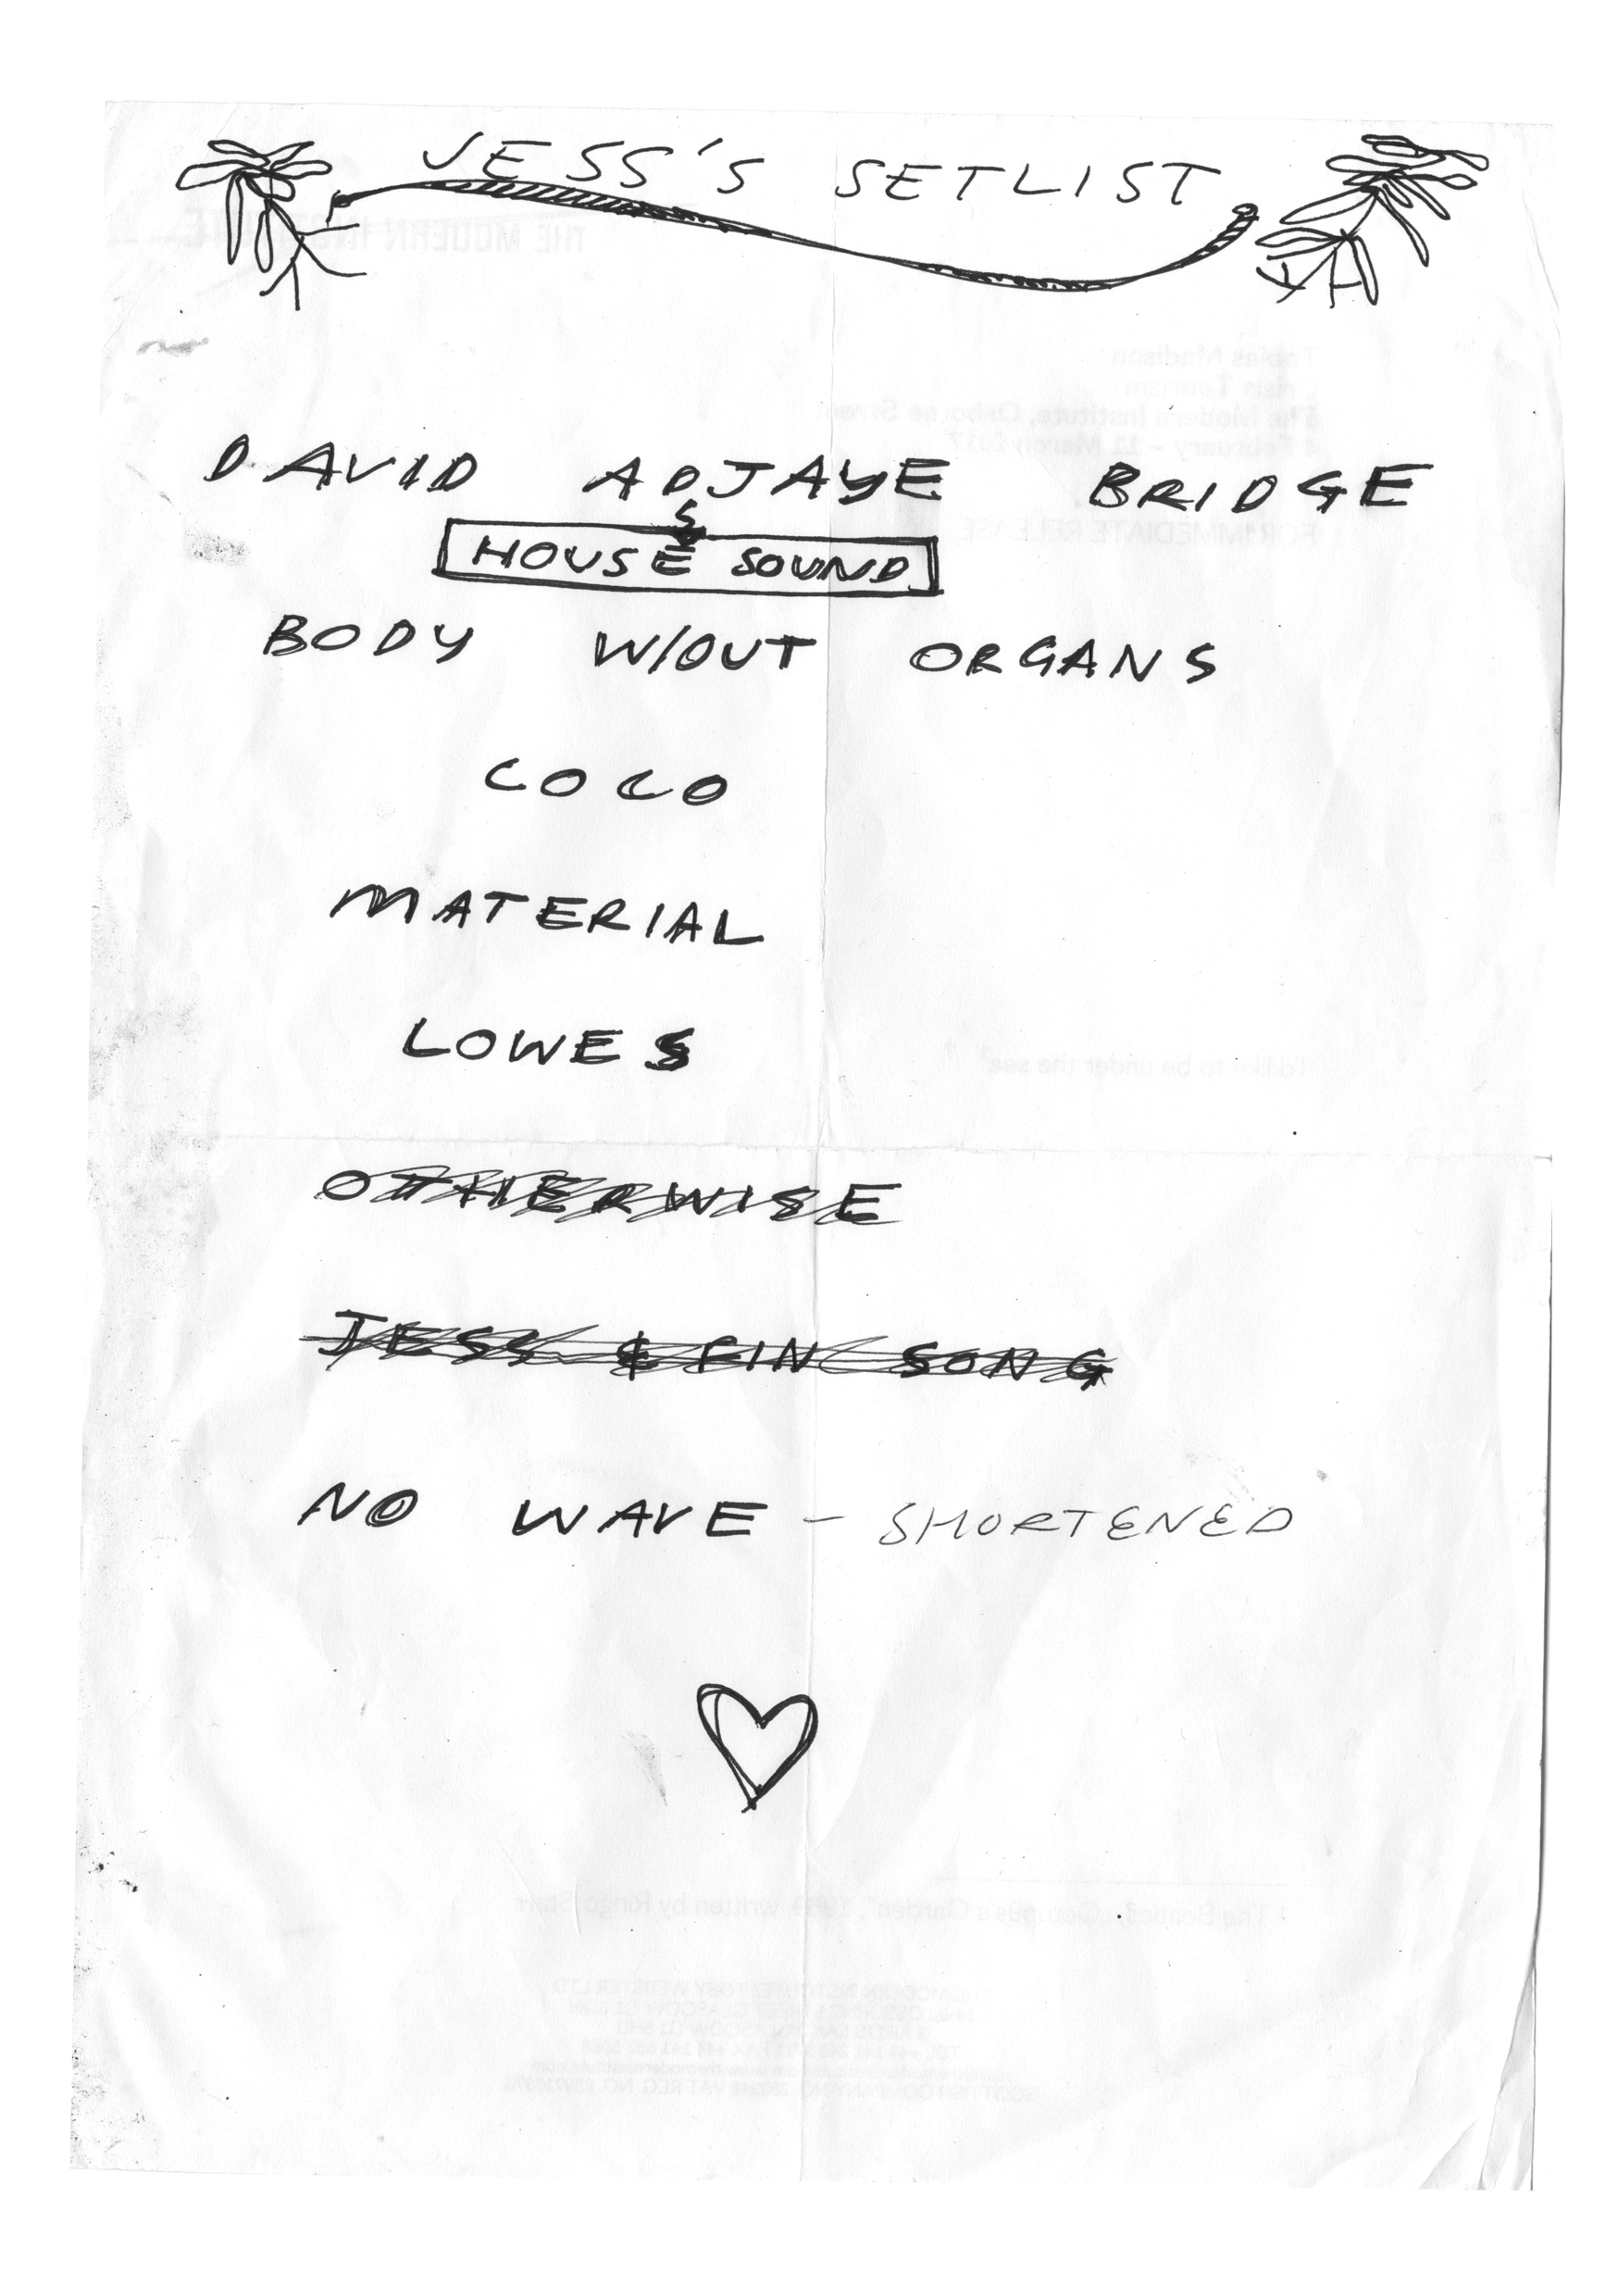 JESS'S SETLIST
DAVID ADJAYE BRIDGE
HOUSE SOUND
BODY W/OUT ORGANS
COCO
MATERIAL
LOWES
OTHERWISE
JESS & FIN SONG
NO WAVE – SHORTENED